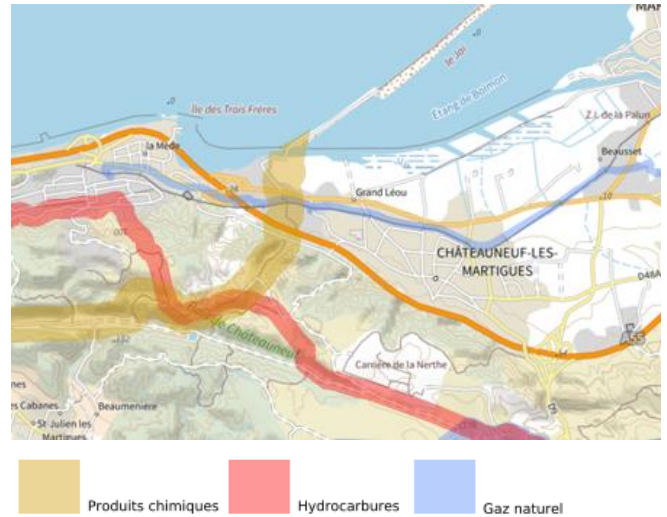 MAR
le Jaï
Île des Trois Frères
Étang de Bolmon
Z.I. de la Palun
la Mède
Beausset
Grand Léou
CHÂTEAUNEUF-LES-
MARTIGUES
D48A
A55
132
de Châteauneuf
Carrière de la Nerthe
es Cabanes
Beaumenière
St-Julien les
Martigues
Produits chimiques
Hydrocarbures
Gaz naturel